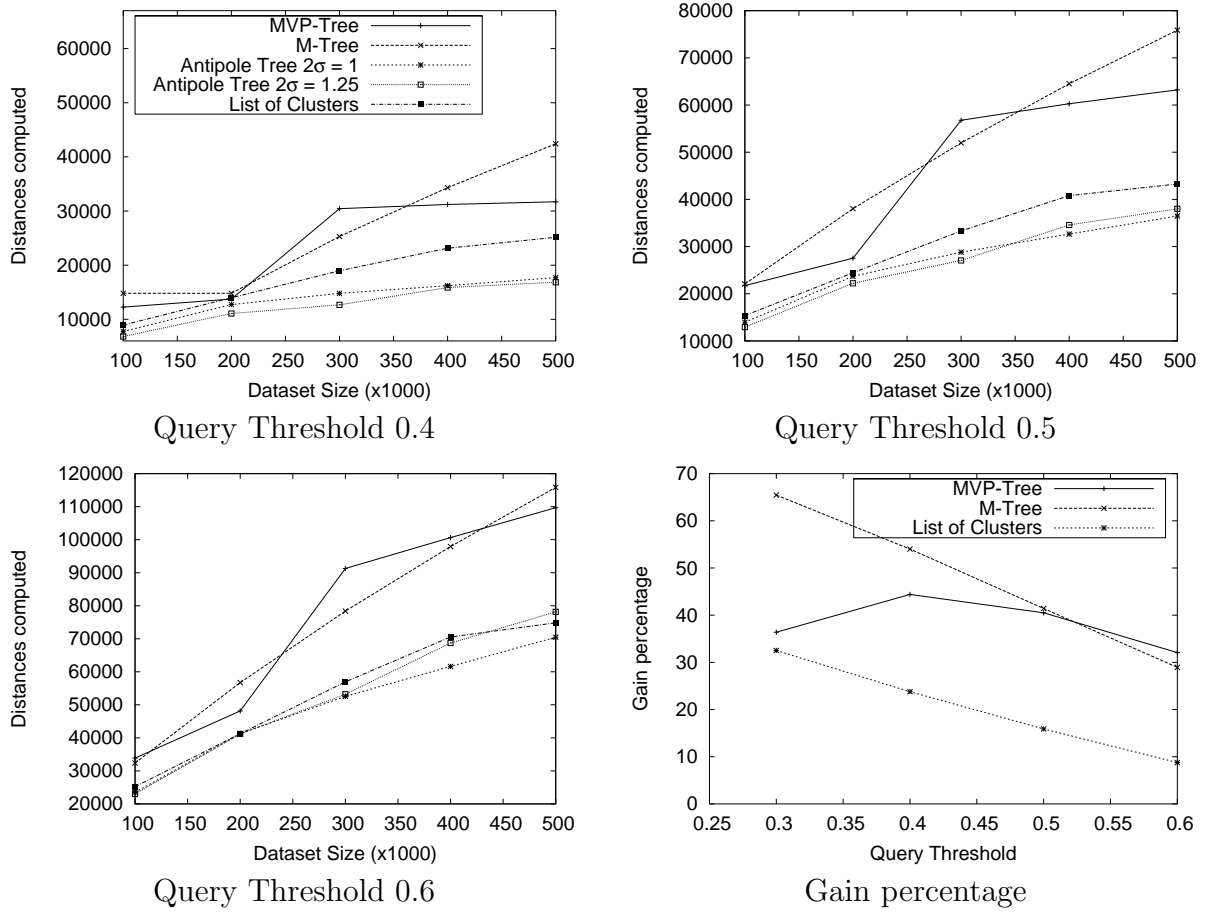 Distances computed
60000
50000
40000
30000
20000
10000
MVP-Tree
M-Tree
Antipole Tree 2σ = 1
Antipole Tree 2σ = 1.25
List of Clusters
100 200 300 400 500
Dataset Size (x1000)
Query Threshold 0.4
Distances computed
80000
70000
60000
50000
40000
30000
20000
10000
100 150 200 250 300 350 400 450 500
Dataset Size (x1000)
Query Threshold 0.5
Distances computed
120000
110000
100000
90000
80000
70000
60000
50000
40000
30000
20000
100 150 200 250 300 350 400 450 500
Dataset Size (x1000)
Query Threshold 0.6
Gain percentage
70
60
50
40
30
20
10
0
MVP-Tree
M-Tree
List of Clusters
0.25 0.3 0.35 0.4 0.45 0.5 0.55 0.6
Query Threshold
Gain percentage